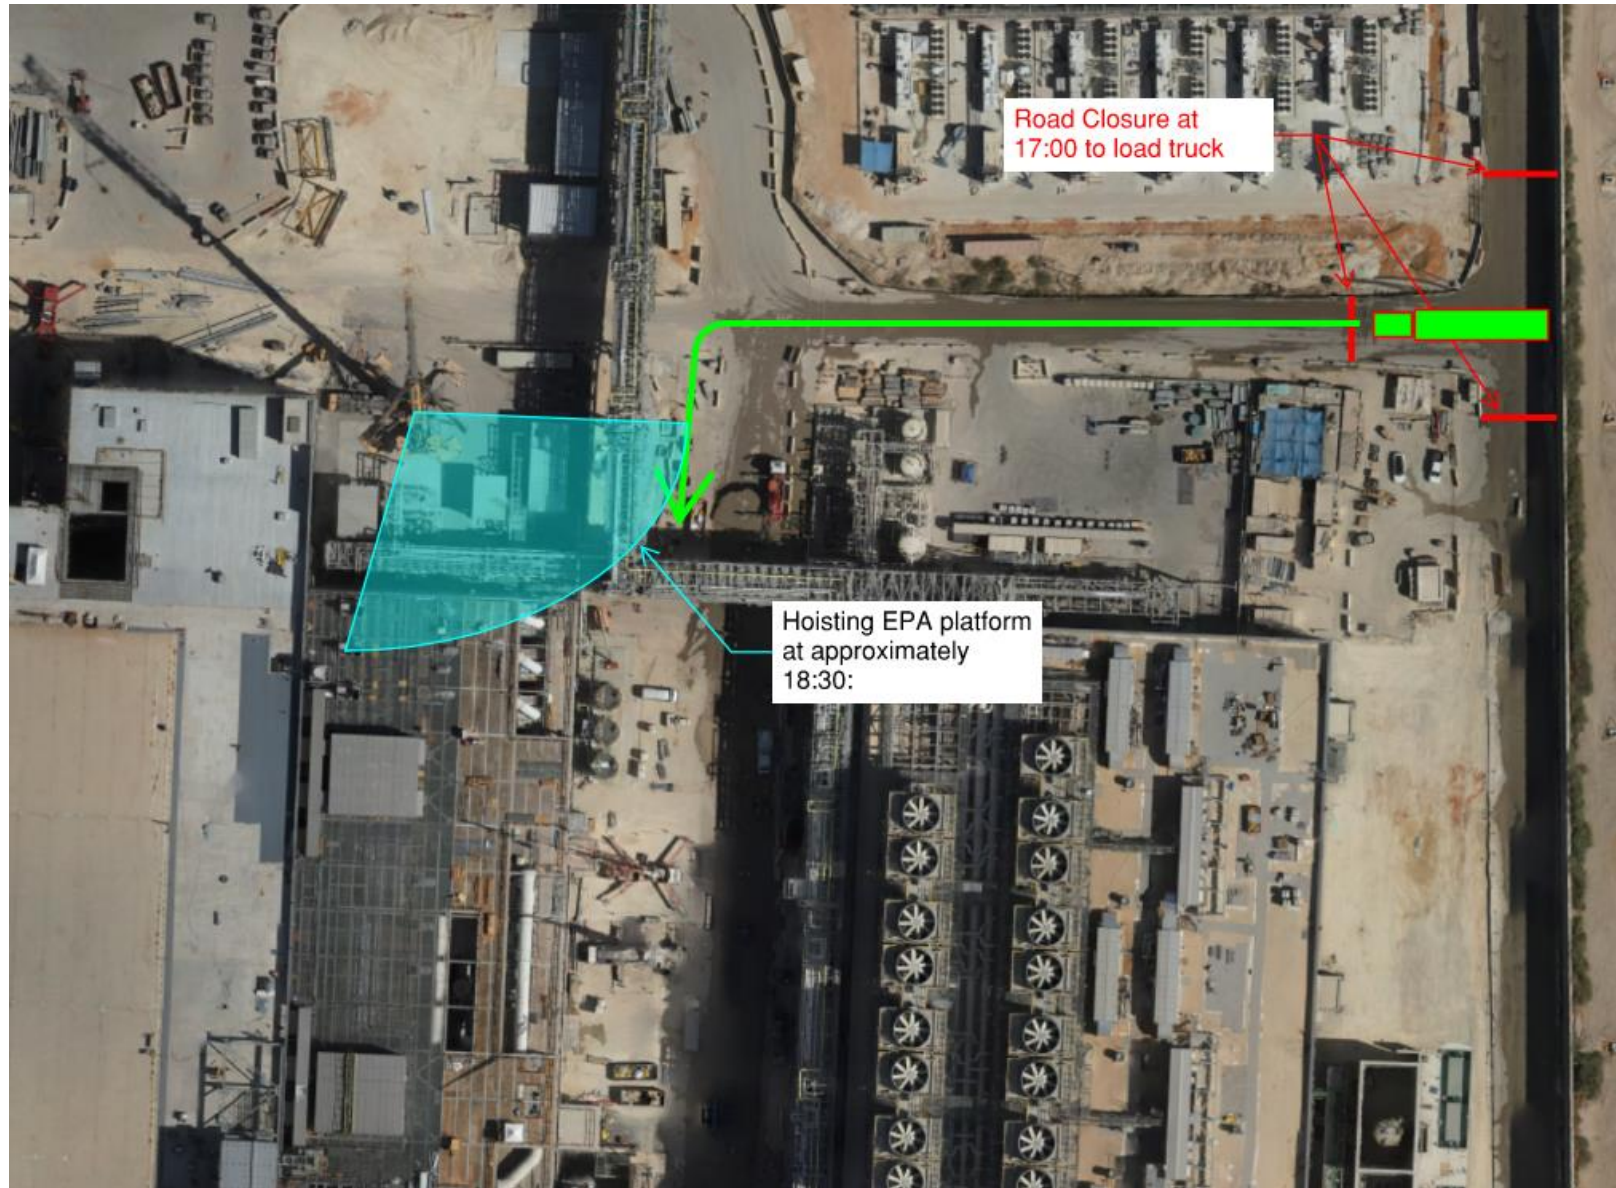 Road Closure at
17:00 to load truck
Hoisting EPA platform
at approximately
18:30: